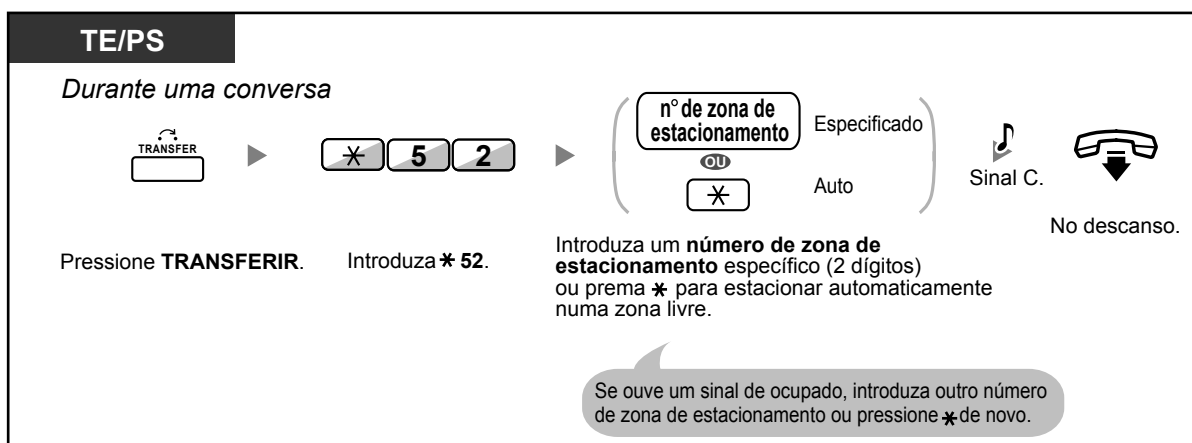 TE/PS
Durante uma conversa
TRANSFER
* 5 2
n° de zona de
estacionamento
Especificado
OU
*
Auto
Sinal C.
No descanso.
Pressione TRANSFERIR.
Introduza * 52.
Introduza um número de zona de
estacionamento específico (2 dígitos)
ou prema * para estacionar automaticamente
numa zona livre.
Se ouve um sinal de ocupado, introduza outro número
de zona de estacionamento ou pressione * de novo.